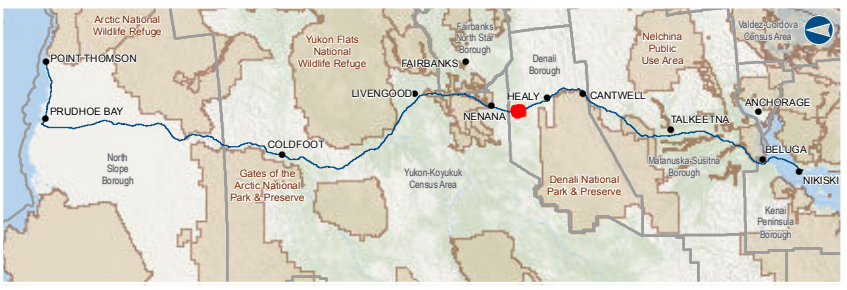 Arctic National
Wildlife Refuge
POINT THOMSON
PRUDHOE BAY
North
Slope
Borough
Gates of the
Arctic National
Park & Preserve
COLDFOOT
Yukon Flats
National
Wildlife Refuge
LIVENGOOD
FAIRBANKS
Fairbanks
North Star
Borough
Yukon-Koyukuk
Census Area
NENANA
HEALY
Denali
Borough
CANTWELL
Denali National
Park & Preserve
Nelchina
Public
Use Area
TALKEETNA
Matanuska-Susitna
Borough
Valdez-Cordova
Census Area
ANCHORAGE
BELUGA
NIKISKI
Kenai
Peninsula
Borough